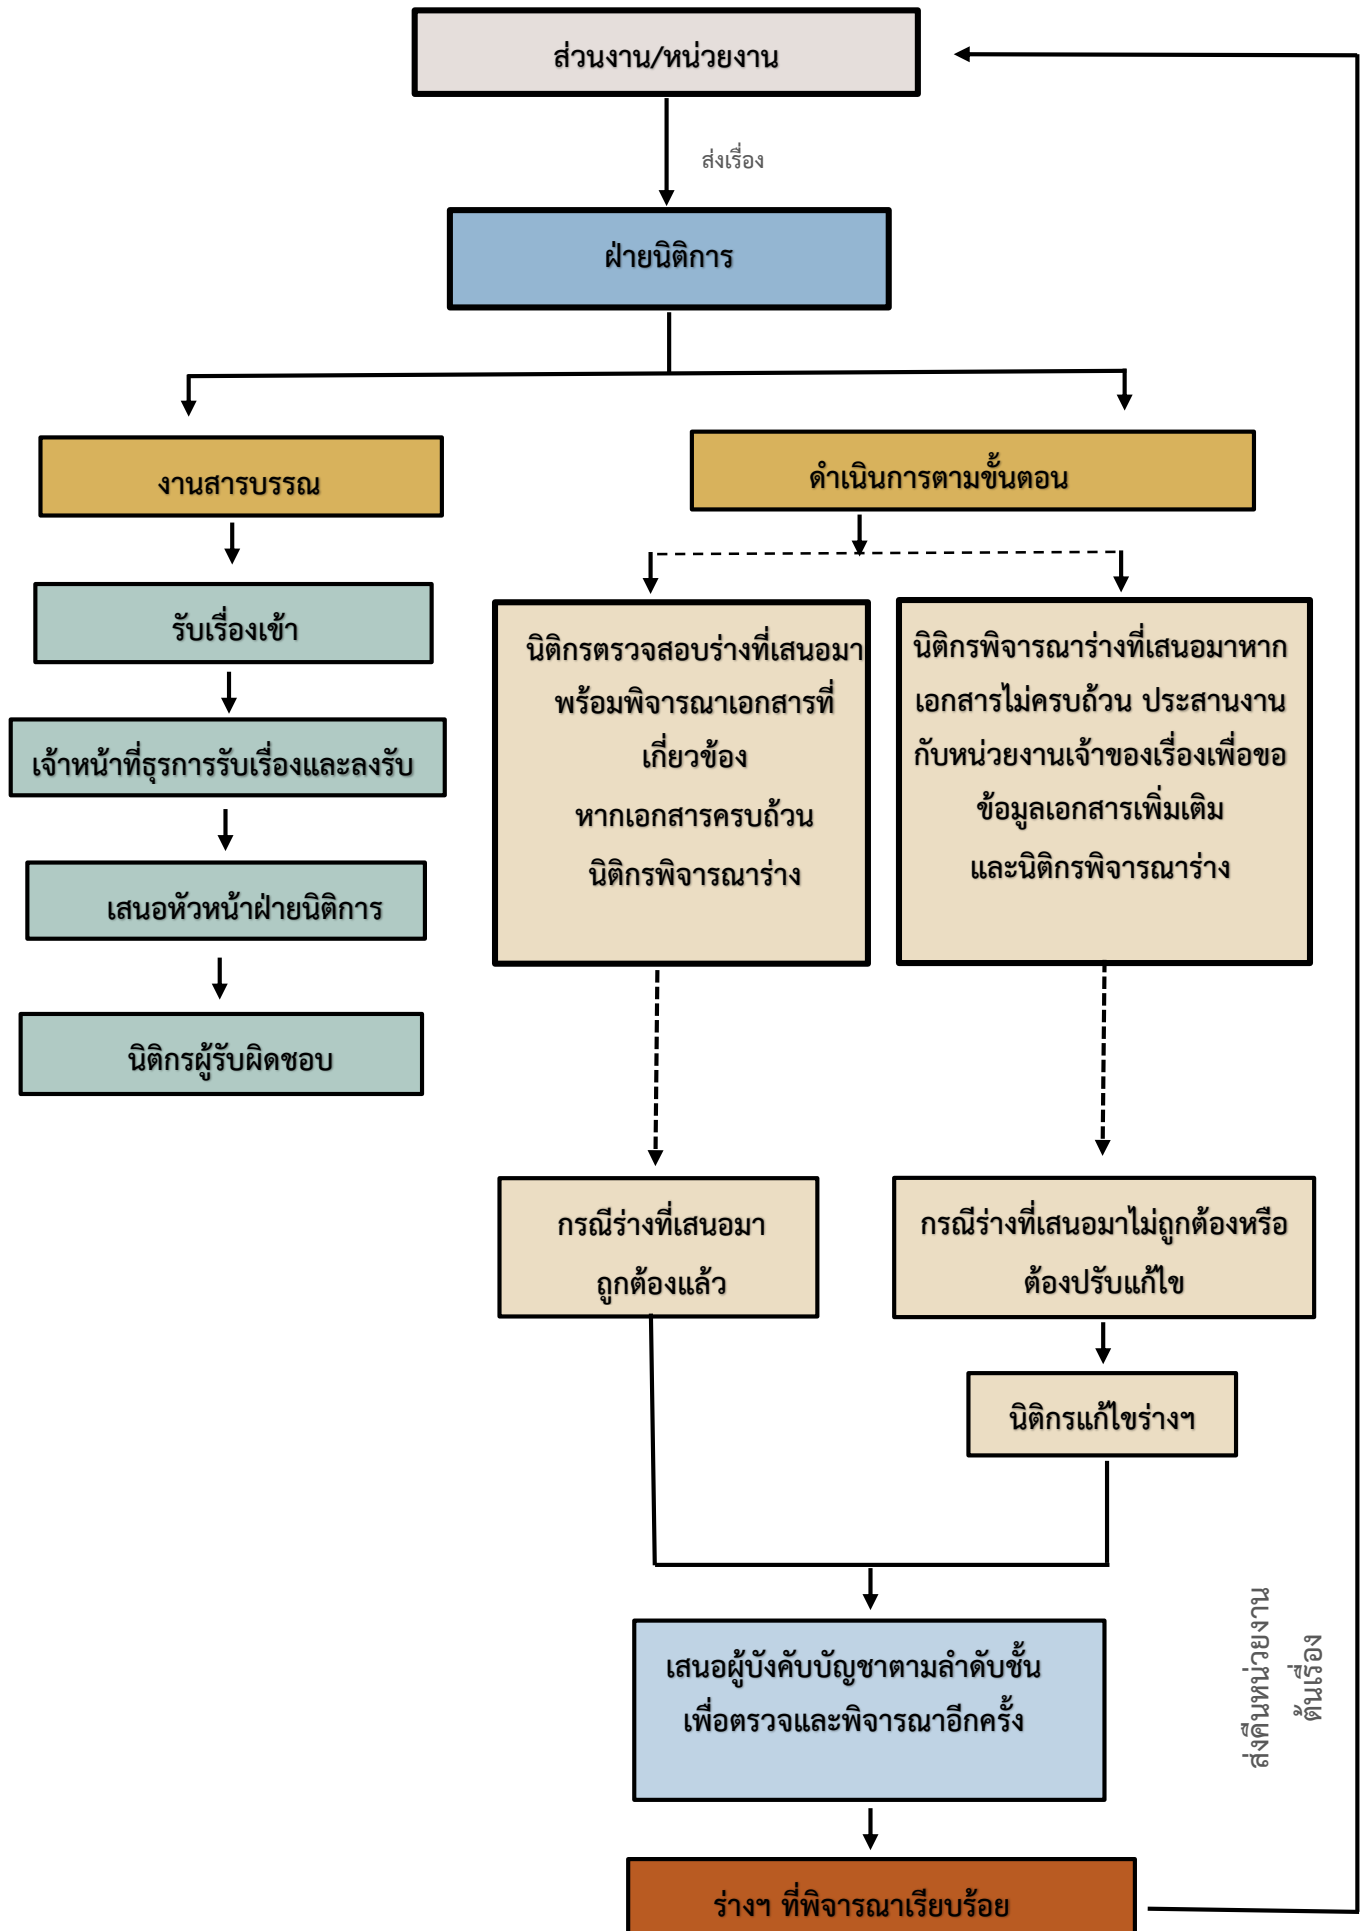 ส่วนงาน/หน่วยงาน
ส่งเรื่อง
ฝ่ายนิติการ
งานสารบรรณ
รับเรื่องเข้า
เจ้าหน้าที่ธุรการรับเรื่องและลงรับ
เสนอหัวหน้าฝ่ายนิติการ
นิติกรผู้รับผิดชอบ
ดำเนินการตามขั้นตอน
นิติกรตรวจสอบร่างที่เสนอมา
พร้อมพิจารณาเอกสารที่
เกี่ยวข้อง
หากเอกสารครบถ้วน
นิติกรพิจารณาร่าง
นิติกรพิจารณาร่างที่เสนอมาหาก
เอกสารไม่ครบถ้วน ประสานงาน
กับหน่วยงานเจ้าของเรื่องเพื่อขอ
ข้อมูลเอกสารเพิ่มเติม
และนิติกรพิจารณาร่าง
กรณีร่างที่เสนอมา
ถูกต้องแล้ว
กรณีร่างที่เสนอมาไม่ถูกต้องหรือ
ต้องปรับแก้ไข
นิติกรแก้ไขร่างฯ
เสนอผู้บังคับบัญชาตามลำดับชั้น
เพื่อตรวจและพิจารณาอีกครั้ง
ร่างฯ ที่พิจารณาเรียบร้อย
ส่งคืนหน่วยงาน
ต้นเรื่อง